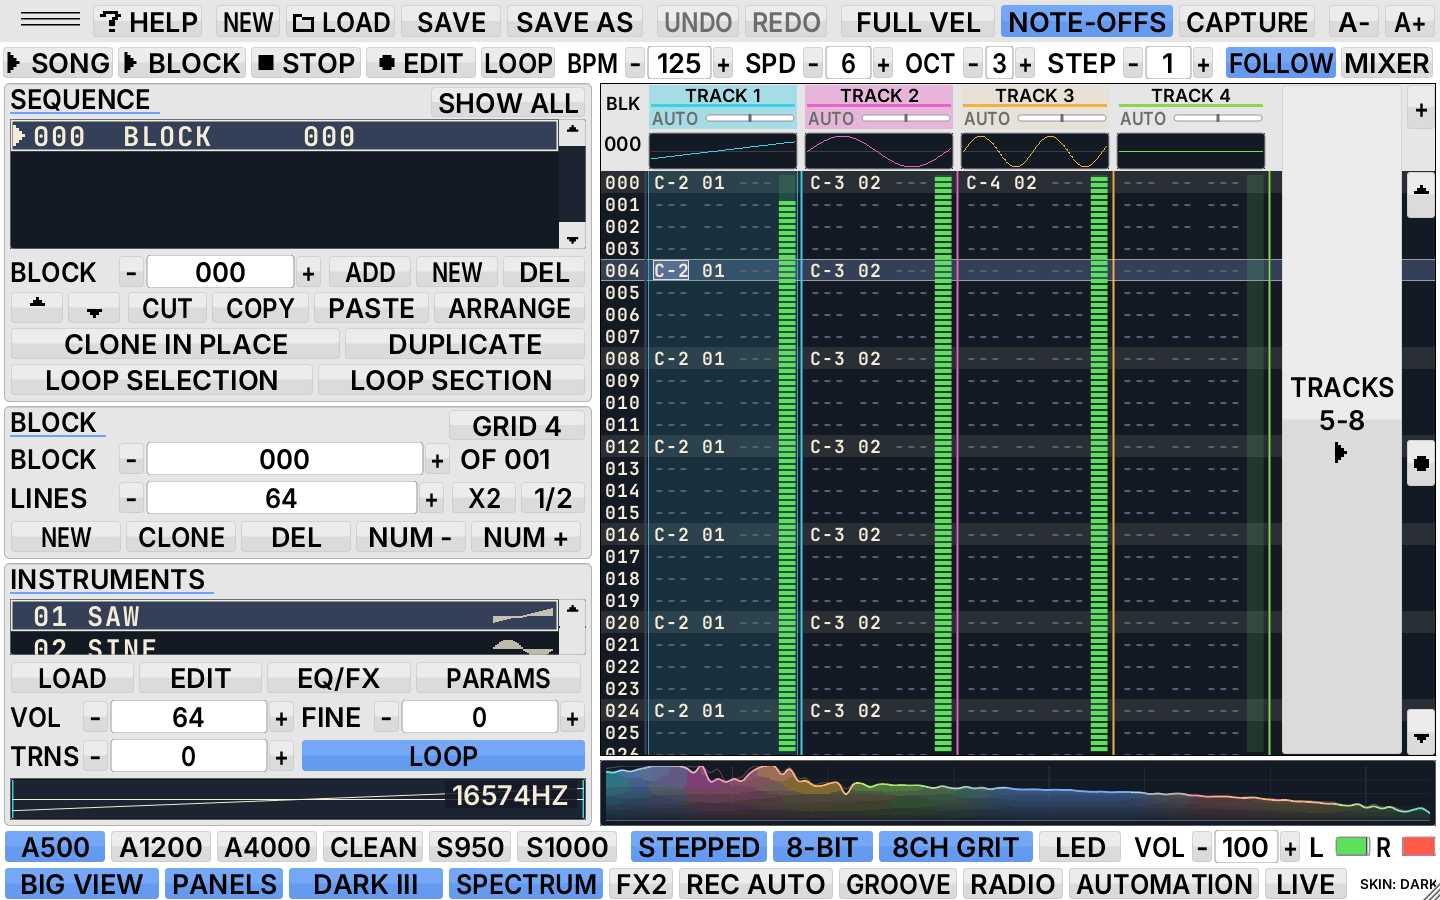 ? HELP NEW LOAD SAVE SAVE AS UNDO REDO FULL VEL NOTE-OFFS CAPTURE A- A+
SONG BLOCK STOP EDIT LOOP BPM - 125 + SPD - 6 + OCT - 3 + STEP - 1 + FOLLOW MIXER
SEQUENCE SHOW ALL
000 BLOCK 000
BLOCK - 000 + ADD NEW DEL
CUT COPY PASTE ARRANGE
CLONE IN PLACE DUPLICATE
LOOP SELECTION LOOP SECTION
BLOCK GRID 4
BLOCK - 000 + OF 001
LINES - 64 + X2 1/2
NEW CLONE DEL NUM - NUM +
INSTRUMENTS
01 SAW
02 SINE
LOAD EDIT EQ/FX PARAMS
VOL - 64 + FINE - 0 +
TRNS - 0 + LOOP
16574HZ
BLK TRACK 1 TRACK 2 TRACK 3 TRACK 4 +
AUTO AUTO AUTO AUTO
000
000 C-2 01 --- C-3 02 --- C-4 02 --- --- -- ---
001 --- -- --- --- -- --- --- -- --- --- -- ---
002 --- -- --- --- -- --- --- -- --- --- -- ---
003 --- -- --- --- -- --- --- -- --- --- -- ---
004 C-2 01 --- C-3 02 --- --- -- --- --- -- ---
005 --- -- --- --- -- --- --- -- --- --- -- ---
006 --- -- --- --- -- --- --- -- --- --- -- ---
007 --- -- --- --- -- --- --- -- --- --- -- ---
008 C-2 01 --- C-3 02 --- --- -- --- --- -- ---
009 --- -- --- --- -- --- --- -- --- --- -- ---
010 --- -- --- --- -- --- --- -- --- --- -- ---
011 --- -- --- --- -- --- --- -- --- --- -- ---
012 C-2 01 --- C-3 02 --- --- -- --- --- -- ---
013 --- -- --- --- -- --- --- -- --- --- -- ---
014 --- -- --- --- -- --- --- -- --- --- -- ---
015 --- -- --- --- -- --- --- -- --- --- -- ---
016 C-2 01 --- C-3 02 --- --- -- --- --- -- ---
017 --- -- --- --- -- --- --- -- --- --- -- ---
018 --- -- --- --- -- --- --- -- --- --- -- ---
019 --- -- --- --- -- --- --- -- --- --- -- ---
020 C-2 01 --- C-3 02 --- --- -- --- --- -- ---
021 --- -- --- --- -- --- --- -- --- --- -- ---
022 --- -- --- --- -- --- --- -- --- --- -- ---
023 --- -- --- --- -- --- --- -- --- --- -- ---
024 C-2 01 --- C-3 02 --- --- -- --- --- -- ---
025 --- -- --- --- -- --- --- -- --- --- -- ---
026
TRACKS
5-8
A500 A1200 A4000 CLEAN S950 S1000 STEPPED 8-BIT 8CH GRIT LED VOL - 100 + L R
BIG VIEW PANELS DARK III SPECTRUM FX2 REC AUTO GROOVE RADIO AUTOMATION LIVE SKIN: DARK